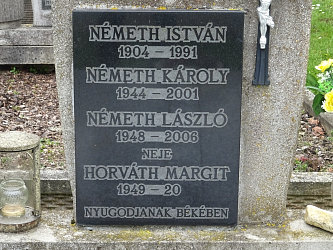 NÉMETH ISTVÁN
1904 – 1991
NÉMETH KÁROLY
1944 – 2001
NÉMETH LÁSZLÓ
1948 – 2006
NEJE:
HORVÁTH MARGIT
1949 – 20
NYUGODJANAK BÉKÉBEN